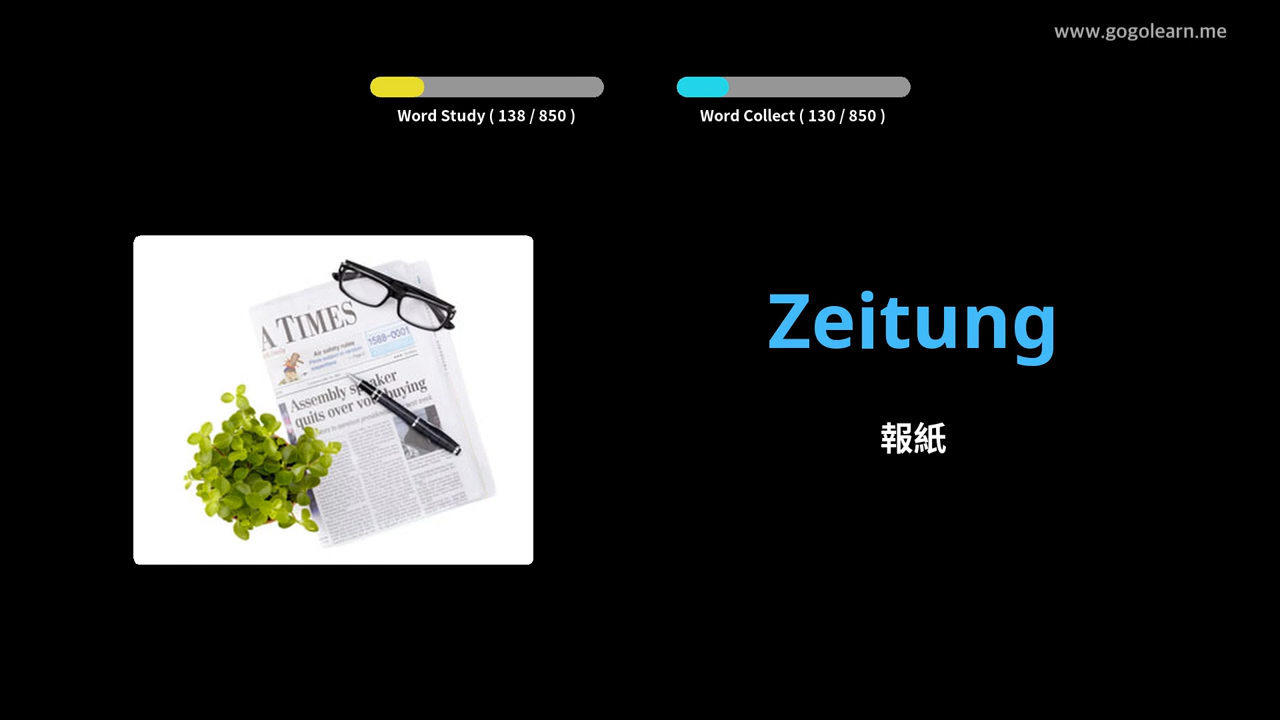 www.gogolearn.me
Word Study ( 138 / 850 )
Word Collect ( 130 / 850 )
A TIMES
Air safety rules
1588-0001
Assembly speaker
quits over vote buying
Zeitung
報紙